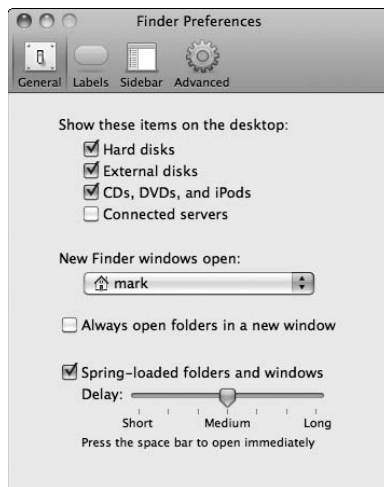 Finder Preferences
General Labels Sidebar Advanced
Show these items on the desktop:
Hard disks
External disks
CDs, DVDs, and iPods
Connected servers
New Finder windows open:
mark
Always open folders in a new window
Spring-loaded folders and windows
Delay:
Short Medium Long
Press the space bar to open immediately